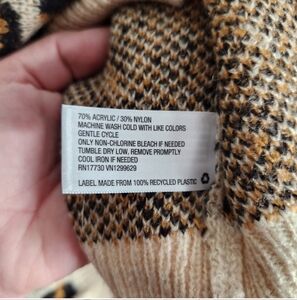 70% ACRYLIC / 30% NYLON
MACHINE WASH COLD WITH LIKE COLORS
GENTLE CYCLE
ONLY NON-CHLORINE BLEACH IF NEEDED
TUMBLE DRY LOW, REMOVE PROMPTLY
COOL IRON IF NEEDED
RN17730 VN1299629
LABEL MADE FROM 100% RECYCLED PLASTIC